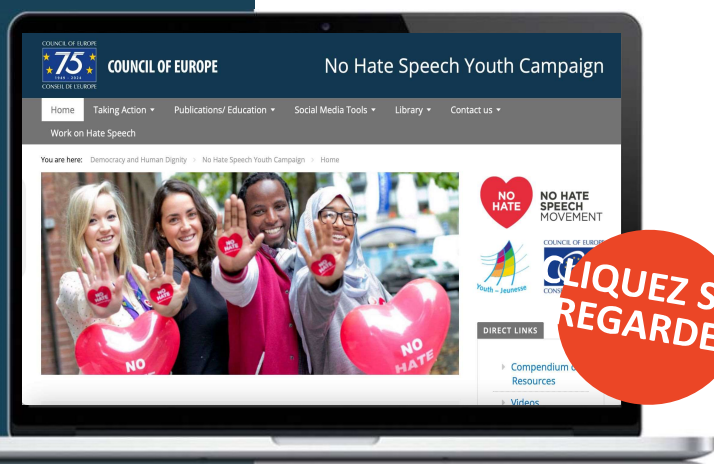 COUNCIL OF EUROPE
75
1949 - 2024
CONSEIL DE L'EUROPE
COUNCIL OF EUROPE
No Hate Speech Youth Campaign
Home
Taking Action
Publications/ Education
Social Media Tools
Library
Contact us
Work on Hate Speech
You are here: Democracy and Human Dignity > No Hate Speech Youth Campaign > Home
NO
HATE
NO
HATE
NO
HATE
NO
HATE
NO
HATE
NO
HATE
NO
HATE
NO HATE
SPEECH
MOVEMENT
Youth - Jeunesse
COUNCIL OF EUROP
DIRECT LINKS
Compendium
Resources
Videos
LIQUEZ S
REGARDE